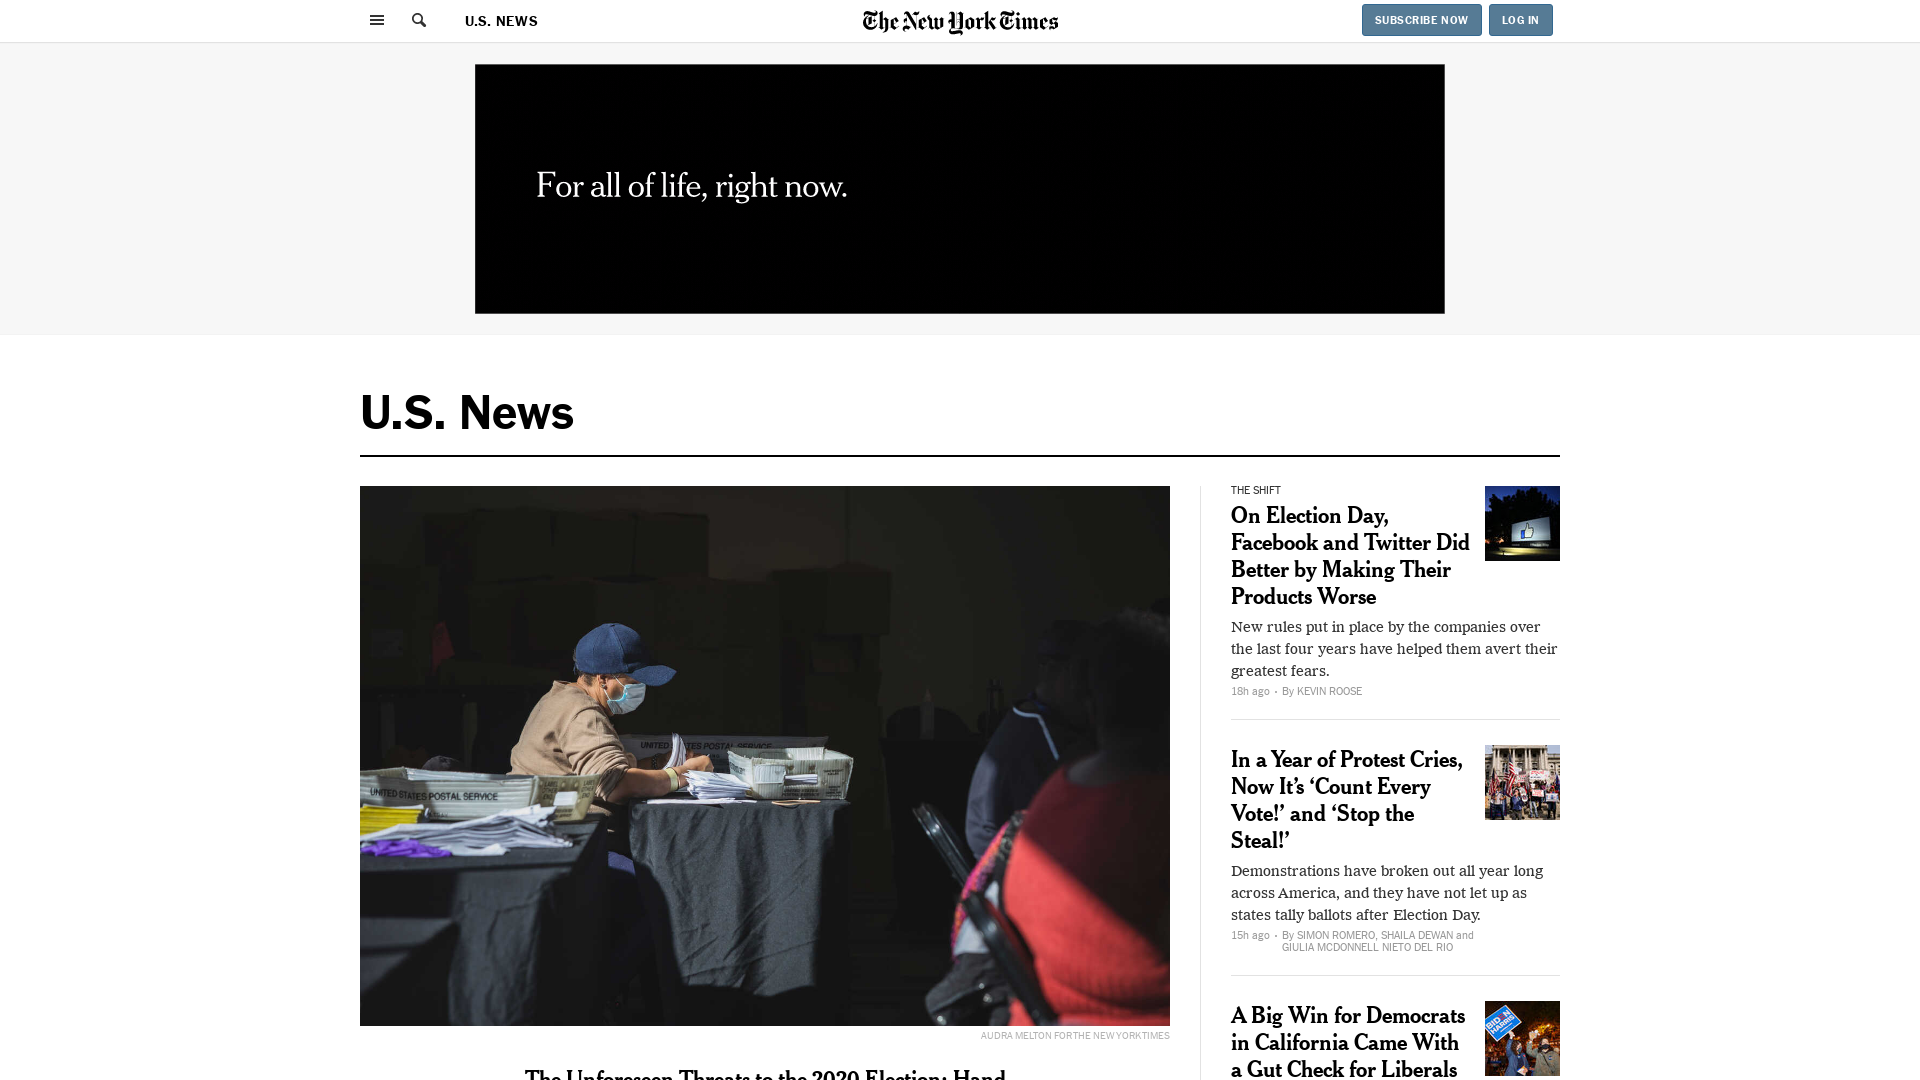 U.S. NEWS
The New York Times
SUBSCRIBE NOW
LOG IN
For all of life, right now.
U.S. News
UNITED STATES POSTAL SERVICE
UNITED STATES POSTAL SERVICE
AUDRA MELTON FOR THE NEW YORK TIMES
The Unforeseen Threats to the 2020 Election: Hand
THE SHIFT
On Election Day,
Facebook and Twitter Did
Better by Making Their
Products Worse
New rules put in place by the companies over
the last four years have helped them avert their
greatest fears.
18h ago • By KEVIN ROOSE
In a Year of Protest Cries,
Now It’s ‘Count Every
Vote!’ and ‘Stop the
Steal!’
Demonstrations have broken out all year long
across America, and they have not let up as
states tally ballots after Election Day.
15h ago • By SIMON ROMERO, SHAILA DEWAN and
GIULIA MCDONNELL NIETO DEL RIO
A Big Win for Democrats
in California Came With
a Gut Check for Liberals
BIDEN
HARRIS